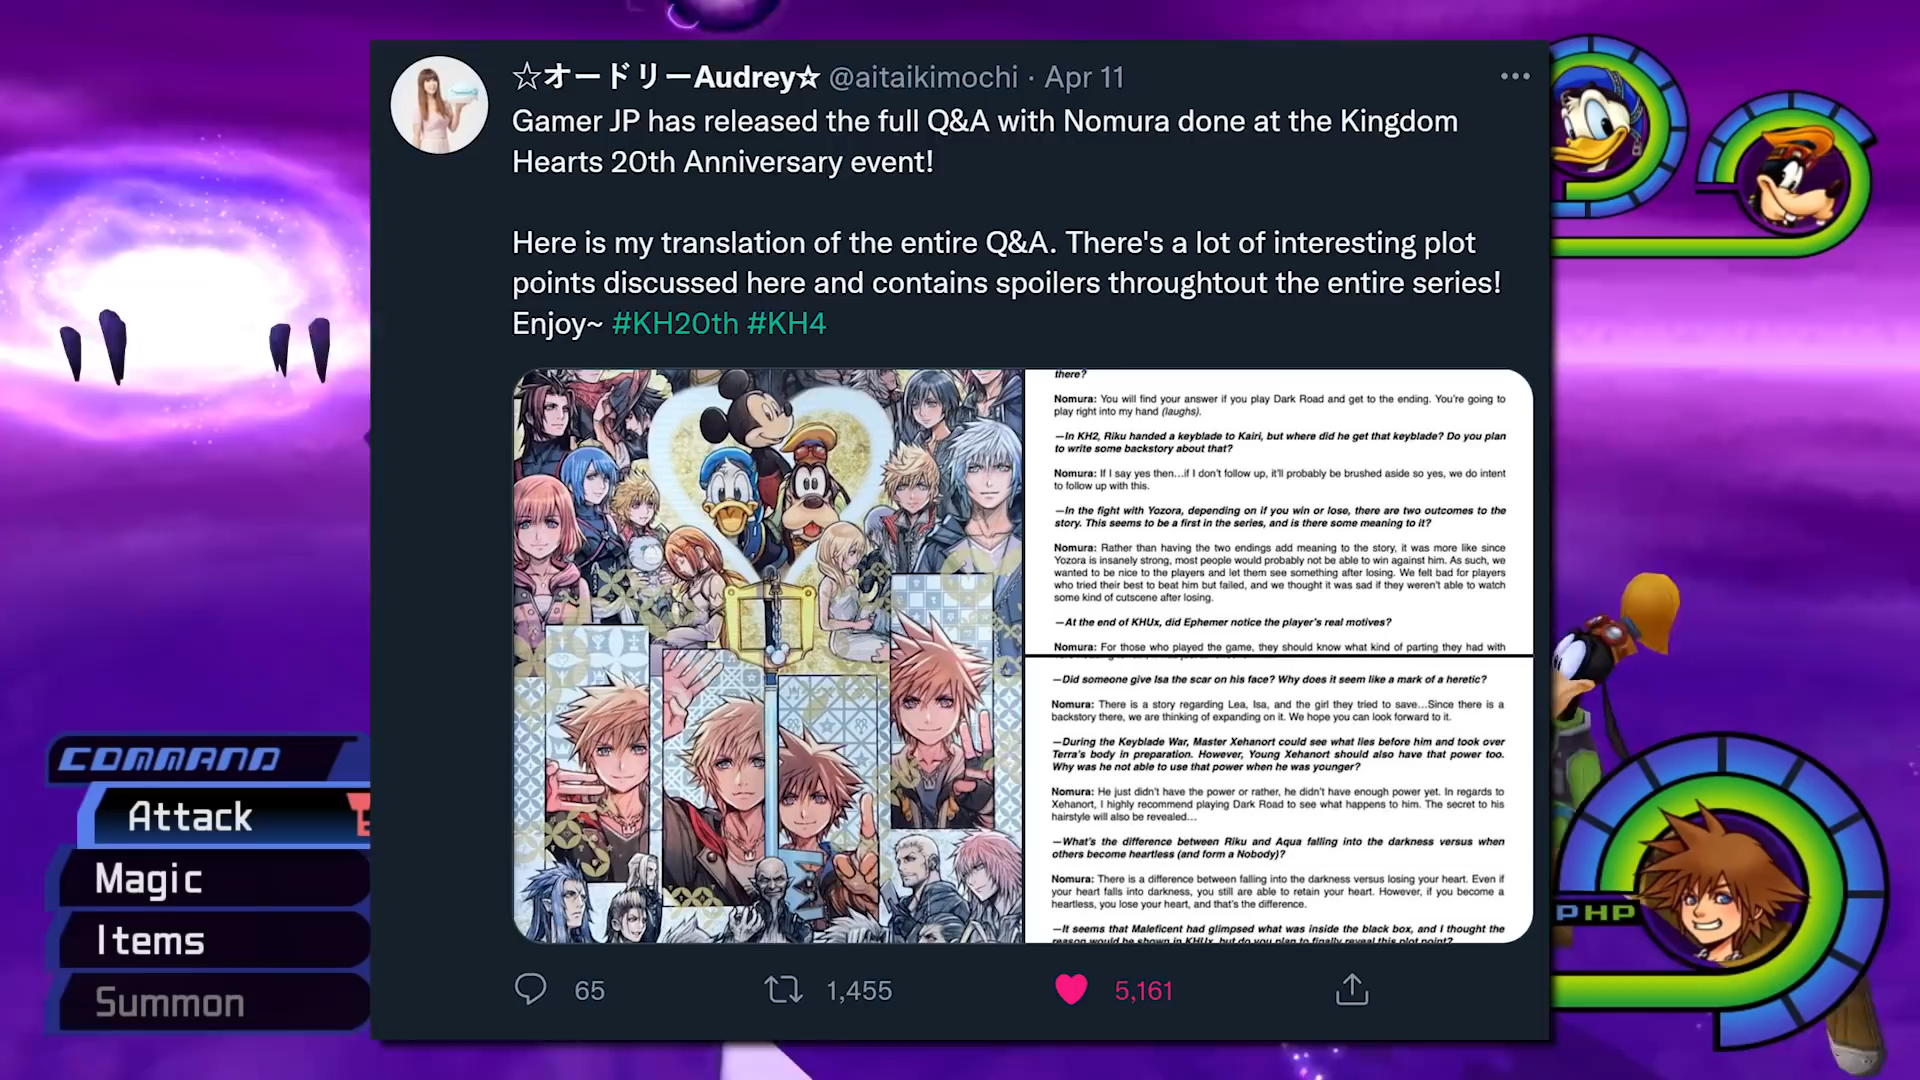 ☆オードリーAudrey☆ @aitaikimochi · Apr 11
Gamer JP has released the full Q&A with Nomura done at the Kingdom
Hearts 20th Anniversary event!
Here is my translation of the entire Q&A. There's a lot of interesting plot
points discussed here and contains spoilers throughtout the entire series!
Enjoy~ #KH20th #KH4
there?
Nomura: You will find your answer if you play Dark Road and get to the ending. You're going to
play right into my hand (laughs).
—In KH2, Riku handed a keyblade to Kairi, but where did he get that keyblade? Do you plan
to write some backstory about that?
Nomura: If I say yes then...if I don't follow up, it'll probably be brushed aside so yes, we do intent
to follow up with this.
—In the fight with Yozora, depending on if you win or lose, there are two outcomes to the
story. This seems to be a first in the series, and is there some meaning to it?
Nomura: Rather than having the two endings add meaning to the story, it was more like since
Yozora is insanely strong, most people would probably not be able to win against him. As such, we
wanted to be nice to the players and let them see something after losing. We felt bad for players
who tried their best to beat him but failed, and we thought it was sad if they weren't able to watch
some kind of cutscene after losing.
—At the end of KHUx, did Ephemer notice the player's real motives?
Nomura: For those who played the game, they should know what kind of parting they had with
—Did someone give Isa the scar on his face? Why does it seem like a mark of a heretic?
Nomura: There is a story regarding Lea, Isa, and the girl they tried to save...Since there is a
backstory there, we are thinking of expanding on it. We hope you can look forward to it.
—During the Keyblade War, Master Xehanort could see what lies before him and took over
Terra's body in preparation. However, Young Xehanort should also have that power too.
Why was he not able to use that power when he was younger?
Nomura: He just didn't have the power or rather, he didn't have enough power yet. In regards to
Xehanort, I highly recommend playing Dark Road to see what happens to him. The secret to his
hairstyle will also be revealed...
—What's the difference between Riku and Aqua falling into the darkness versus when
others become heartless (and form a Nobody)?
Nomura: There is a difference between falling into the darkness versus losing your heart. Even if
your heart falls into darkness, you still are able to retain your heart. However, if you become a
heartless, you lose your heart, and that's the difference.
—It seems that Maleficent had glimpsed what was inside the black box, and I thought the
reason would be shown in KHUx, but do you plan to finally reveal this plot point?
65 1,455 5,161
COMMAND
Attack
Magic
Items
Summon
PHP